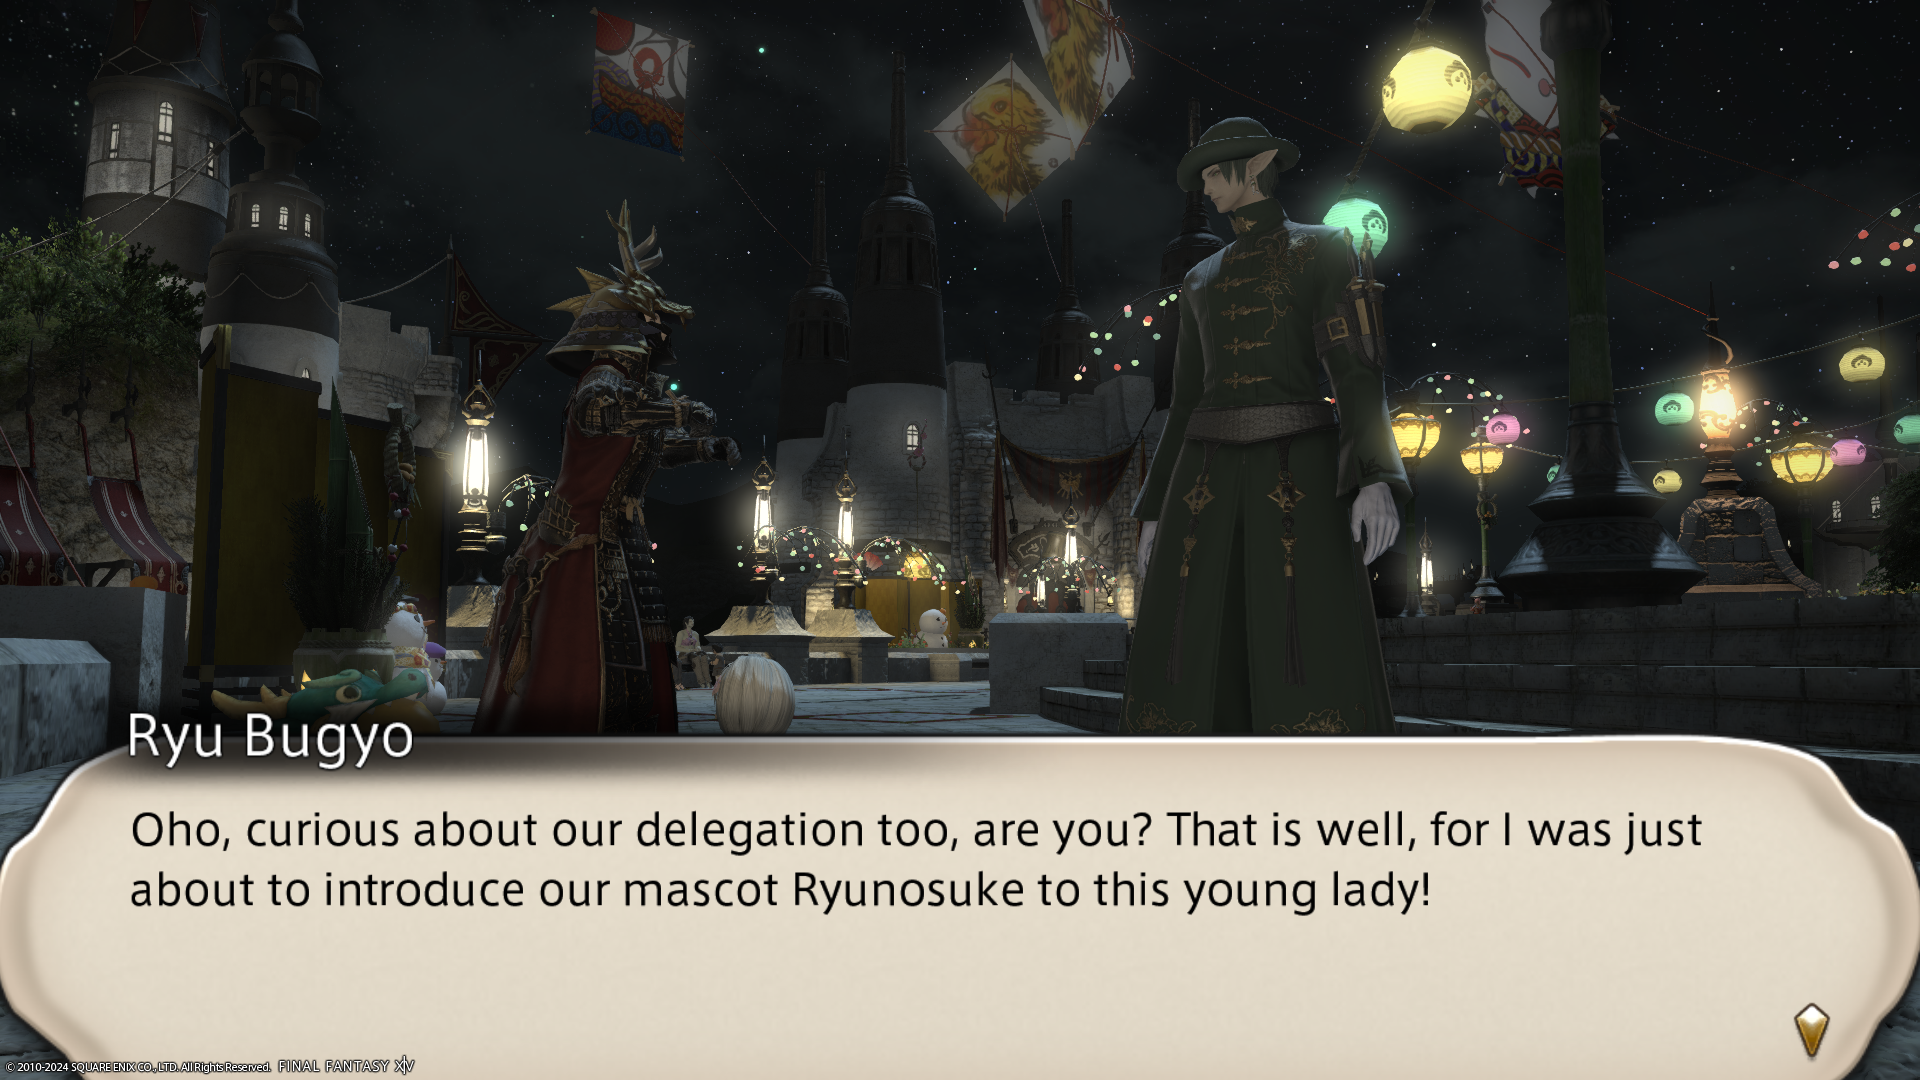 Ryu Bugyo
Oho, curious about our delegation too, are you? That is well, for I was just
about to introduce our mascot Ryunosuke to this young lady!
© 2010-2024 SQUARE ENIX CO., LTD. All Rights Reserved. FINAL FANTASY XIV